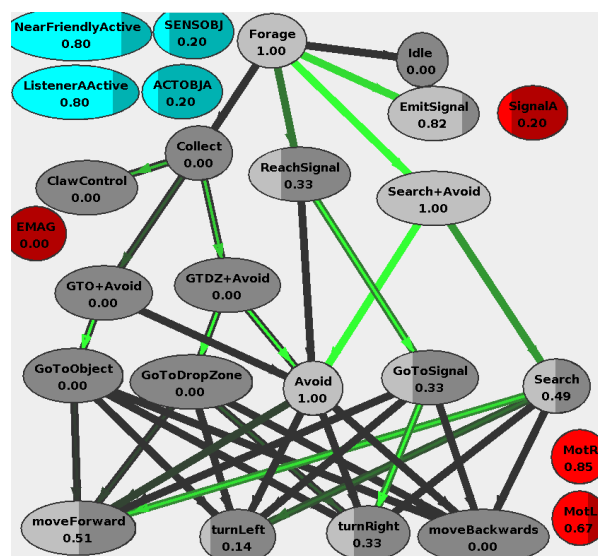 NearFriendlyActive
0.80
SENSOBJ
0.20
Forage
1.00
Idle
0.00
ListenerAActive
0.80
ACTOBJA
0.20
EmitSignal
0.82
SignalA
0.20
Collect
0.00
ClawControl
0.00
ReachSignal
0.33
Search+Avoid
1.00
EMAG
0.00
GTO+Avoid
0.00
GTDZ+Avoid
0.00
GoToObject
0.00
GoToDropZone
0.00
Avoid
1.00
GoToSignal
0.33
Search
0.49
MotR
0.85
moveForward
0.51
turnLeft
0.14
turnRight
0.33
moveBackwards
0.00
MotL
0.67